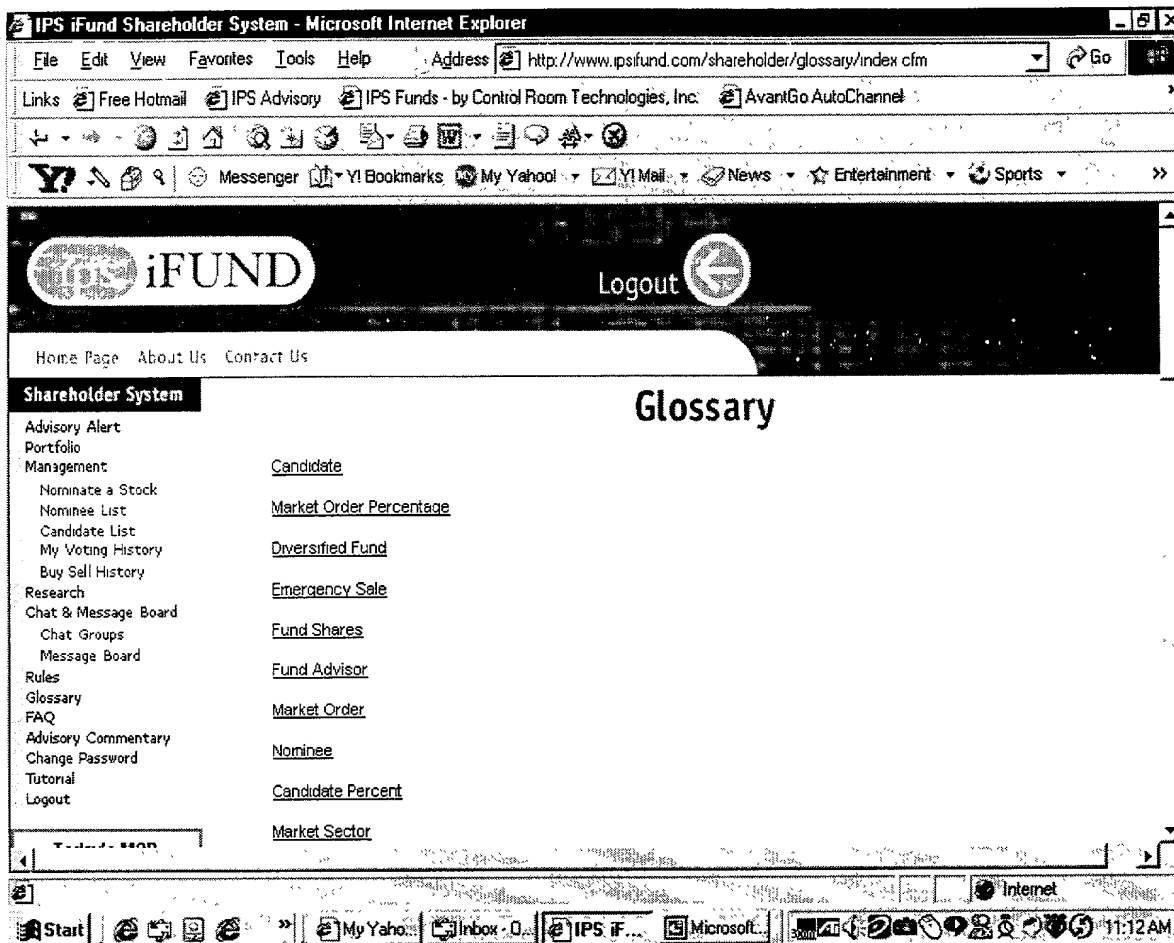 IPS iFund Shareholder System - Microsoft Internet Explorer
File Edit View Favorites Tools Help Address http://www.ipsifund.com/shareholder/glossary/index.cfm Go
Links Free Hotmail IPS Advisory IPS Funds - by Control Room Technologies, Inc. AvantGo AutoChannel
Y! Messenger Y! Bookmarks My Yahoo! Y! Mail News Entertainment Sports »
ips iFUND
Logout
Home Page About Us Contact Us
Shareholder System
Glossary
Advisory Alert
Portfolio
Management
Nominate a Stock
Nominee List
Candidate List
My Voting History
Buy Sell History
Research
Chat & Message Board
Chat Groups
Message Board
Rules
Glossary
FAQ
Advisory Commentary
Change Password
Tutorial
Logout
Candidate
Market Order Percentage
Diversified Fund
Emergency Sale
Fund Shares
Fund Advisor
Market Order
Nominee
Candidate Percent
Market Sector
Internet
Start » My Yaho... Inbox - O... IPS iF... Microsoft... 11:12 AM